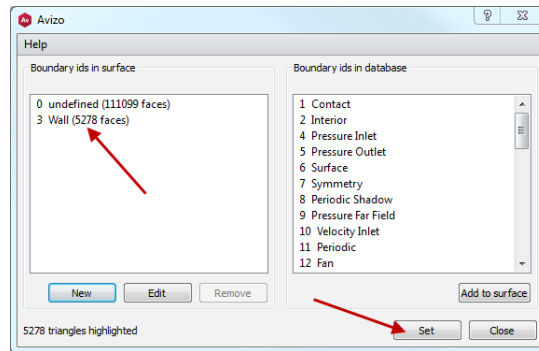 Avizo
Help
Boundary ids in surface
0 undefined (111099 faces)
3 Wall (5278 faces)
New Edit Remove
5278 triangles highlighted
Boundary ids in database
1 Contact
2 Interior
4 Pressure Inlet
5 Pressure Outlet
6 Surface
7 Symmetry
8 Periodic Shadow
9 Pressure Far Field
10 Velocity Inlet
11 Periodic
12 Fan
Add to surface
Set Close